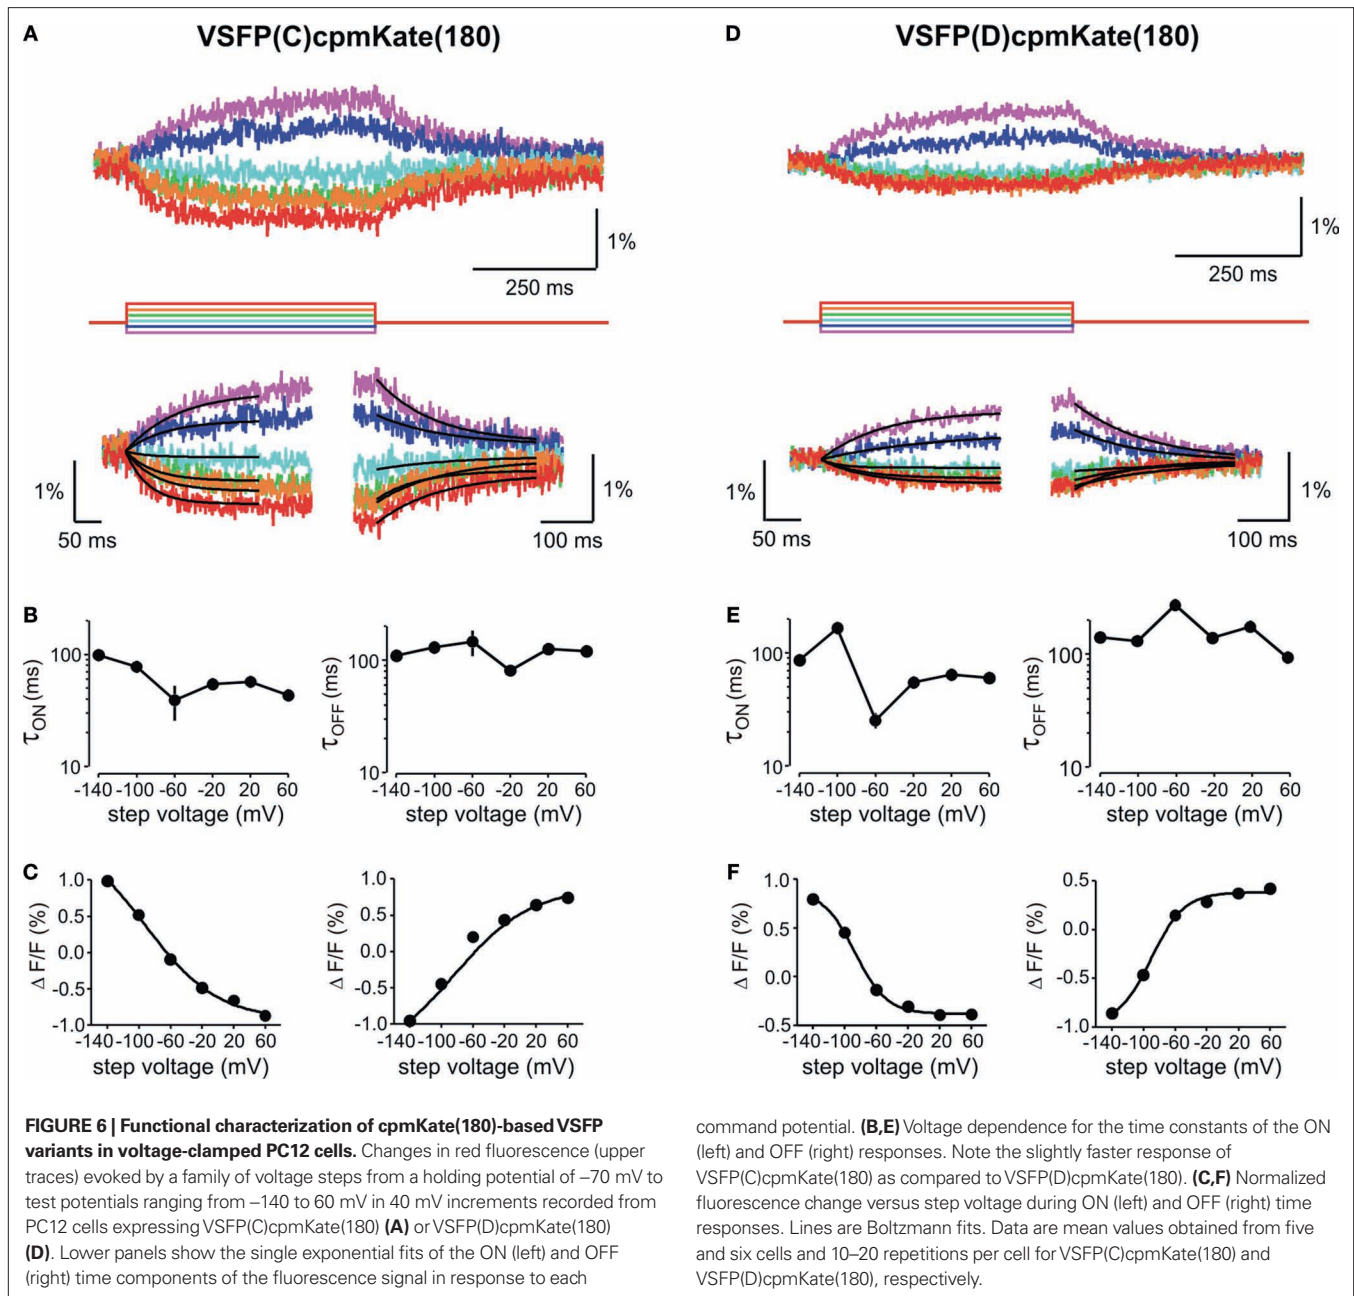 A
VSFP(C)cpmKate(180)
1%
250 ms
1%
50 ms
1%
100 ms
B
τON (ms)
100
10
-140 -100 -60 -20 20 60
step voltage (mV)
τOFF (ms)
100
10
-140 -100 -60 -20 20 60
step voltage (mV)
C
Δ F/F (%)
1.0
0.5
0.0
-0.5
-1.0
-140 -100 -60 -20 20 60
step voltage (mV)
Δ F/F (%)
1.0
0.5
0.0
-0.5
-1.0
-140 -100 -60 -20 20 60
step voltage (mV)
D
VSFP(D)cpmKate(180)
1%
250 ms
1%
50 ms
1%
100 ms
E
τON (ms)
100
10
-140 -100 -60 -20 20 60
step voltage (mV)
τOFF (ms)
100
10
-140 -100 -60 -20 20 60
step voltage (mV)
F
Δ F/F (%)
1.0
0.5
0.0
-0.5
-140 -100 -60 -20 20 60
step voltage (mV)
Δ F/F (%)
0.5
0.0
-0.5
-1.0
-140 -100 -60 -20 20 60
step voltage (mV)
FIGURE 6 | Functional characterization of cpmKate(180)-based VSFP
variants in voltage-clamped PC12 cells. Changes in red fluorescence (upper
traces) evoked by a family of voltage steps from a holding potential of –70 mV to
test potentials ranging from –140 to 60 mV in 40 mV increments recorded from
PC12 cells expressing VSFP(C)cpmKate(180) (A) or VSFP(D)cpmKate(180)
(D). Lower panels show the single exponential fits of the ON (left) and OFF
(right) time components of the fluorescence signal in response to each
command potential. (B,E) Voltage dependence for the time constants of the ON
(left) and OFF (right) responses. Note the slightly faster response of
VSFP(C)cpmKate(180) as compared to VSFP(D)cpmKate(180). (C,F) Normalized
fluorescence change versus step voltage during ON (left) and OFF (right) time
responses. Lines are Boltzmann fits. Data are mean values obtained from five
and six cells and 10–20 repetitions per cell for VSFP(C)cpmKate(180) and
VSFP(D)cpmKate(180), respectively.